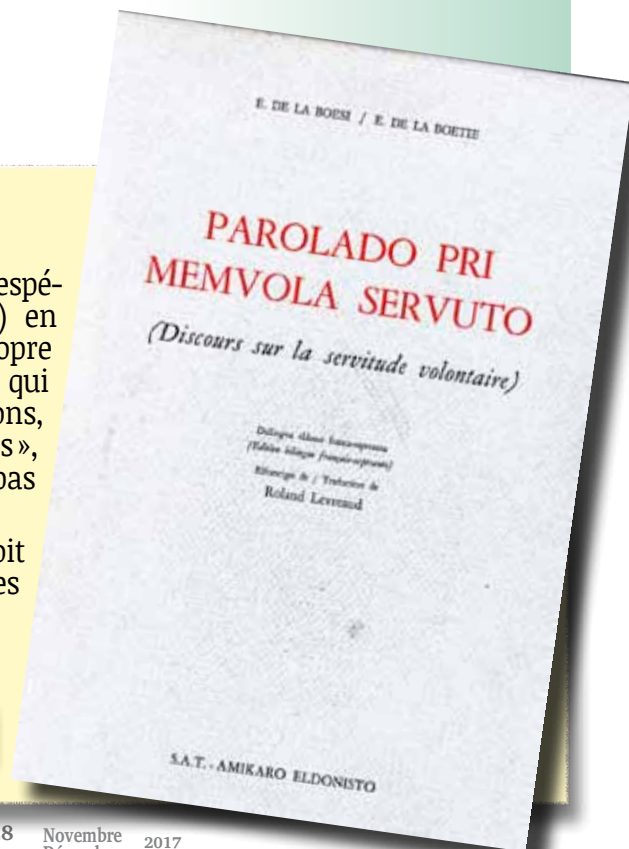 espé-
) en
opre
qui
ons,
s»,
pas
oit
es
E. DE LA BOESI / E. DE LA BOETIE
PAROLADO PRI
MEMVOLA SERVUTO
(Discours sur la servitude volontaire)
Roland Levreaud
S.A.T. - AMIKARO ELDONISTO
8 Novembre 2017